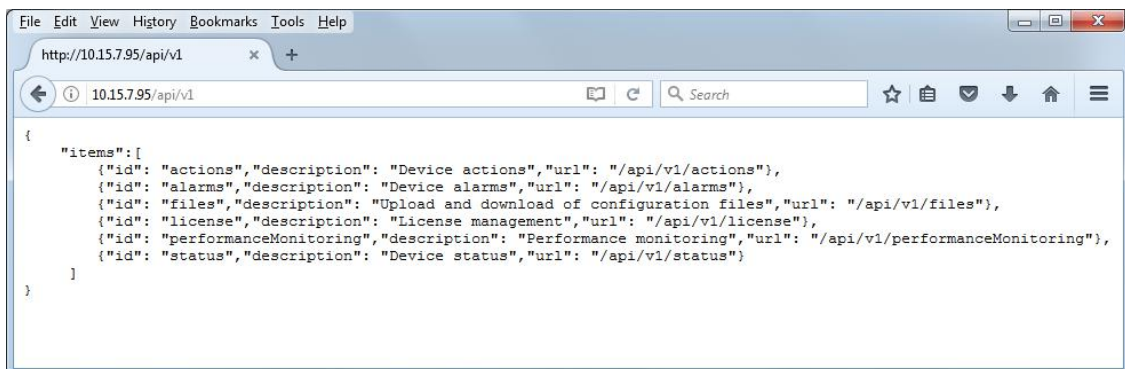 File Edit View History Bookmarks Tools Help
http://10.15.7.95/api/v1 × +
10.15.7.95/api/v1 Search
{
"items":[
{"id": "actions","description": "Device actions","url": "/api/v1/actions"},
{"id": "alarms","description": "Device alarms","url": "/api/v1/alarms"},
{"id": "files","description": "Upload and download of configuration files","url": "/api/v1/files"},
{"id": "license","description": "License management","url": "/api/v1/license"},
{"id": "performanceMonitoring","description": "Performance monitoring","url": "/api/v1/performanceMonitoring"},
{"id": "status","description": "Device status","url": "/api/v1/status"}
]
}